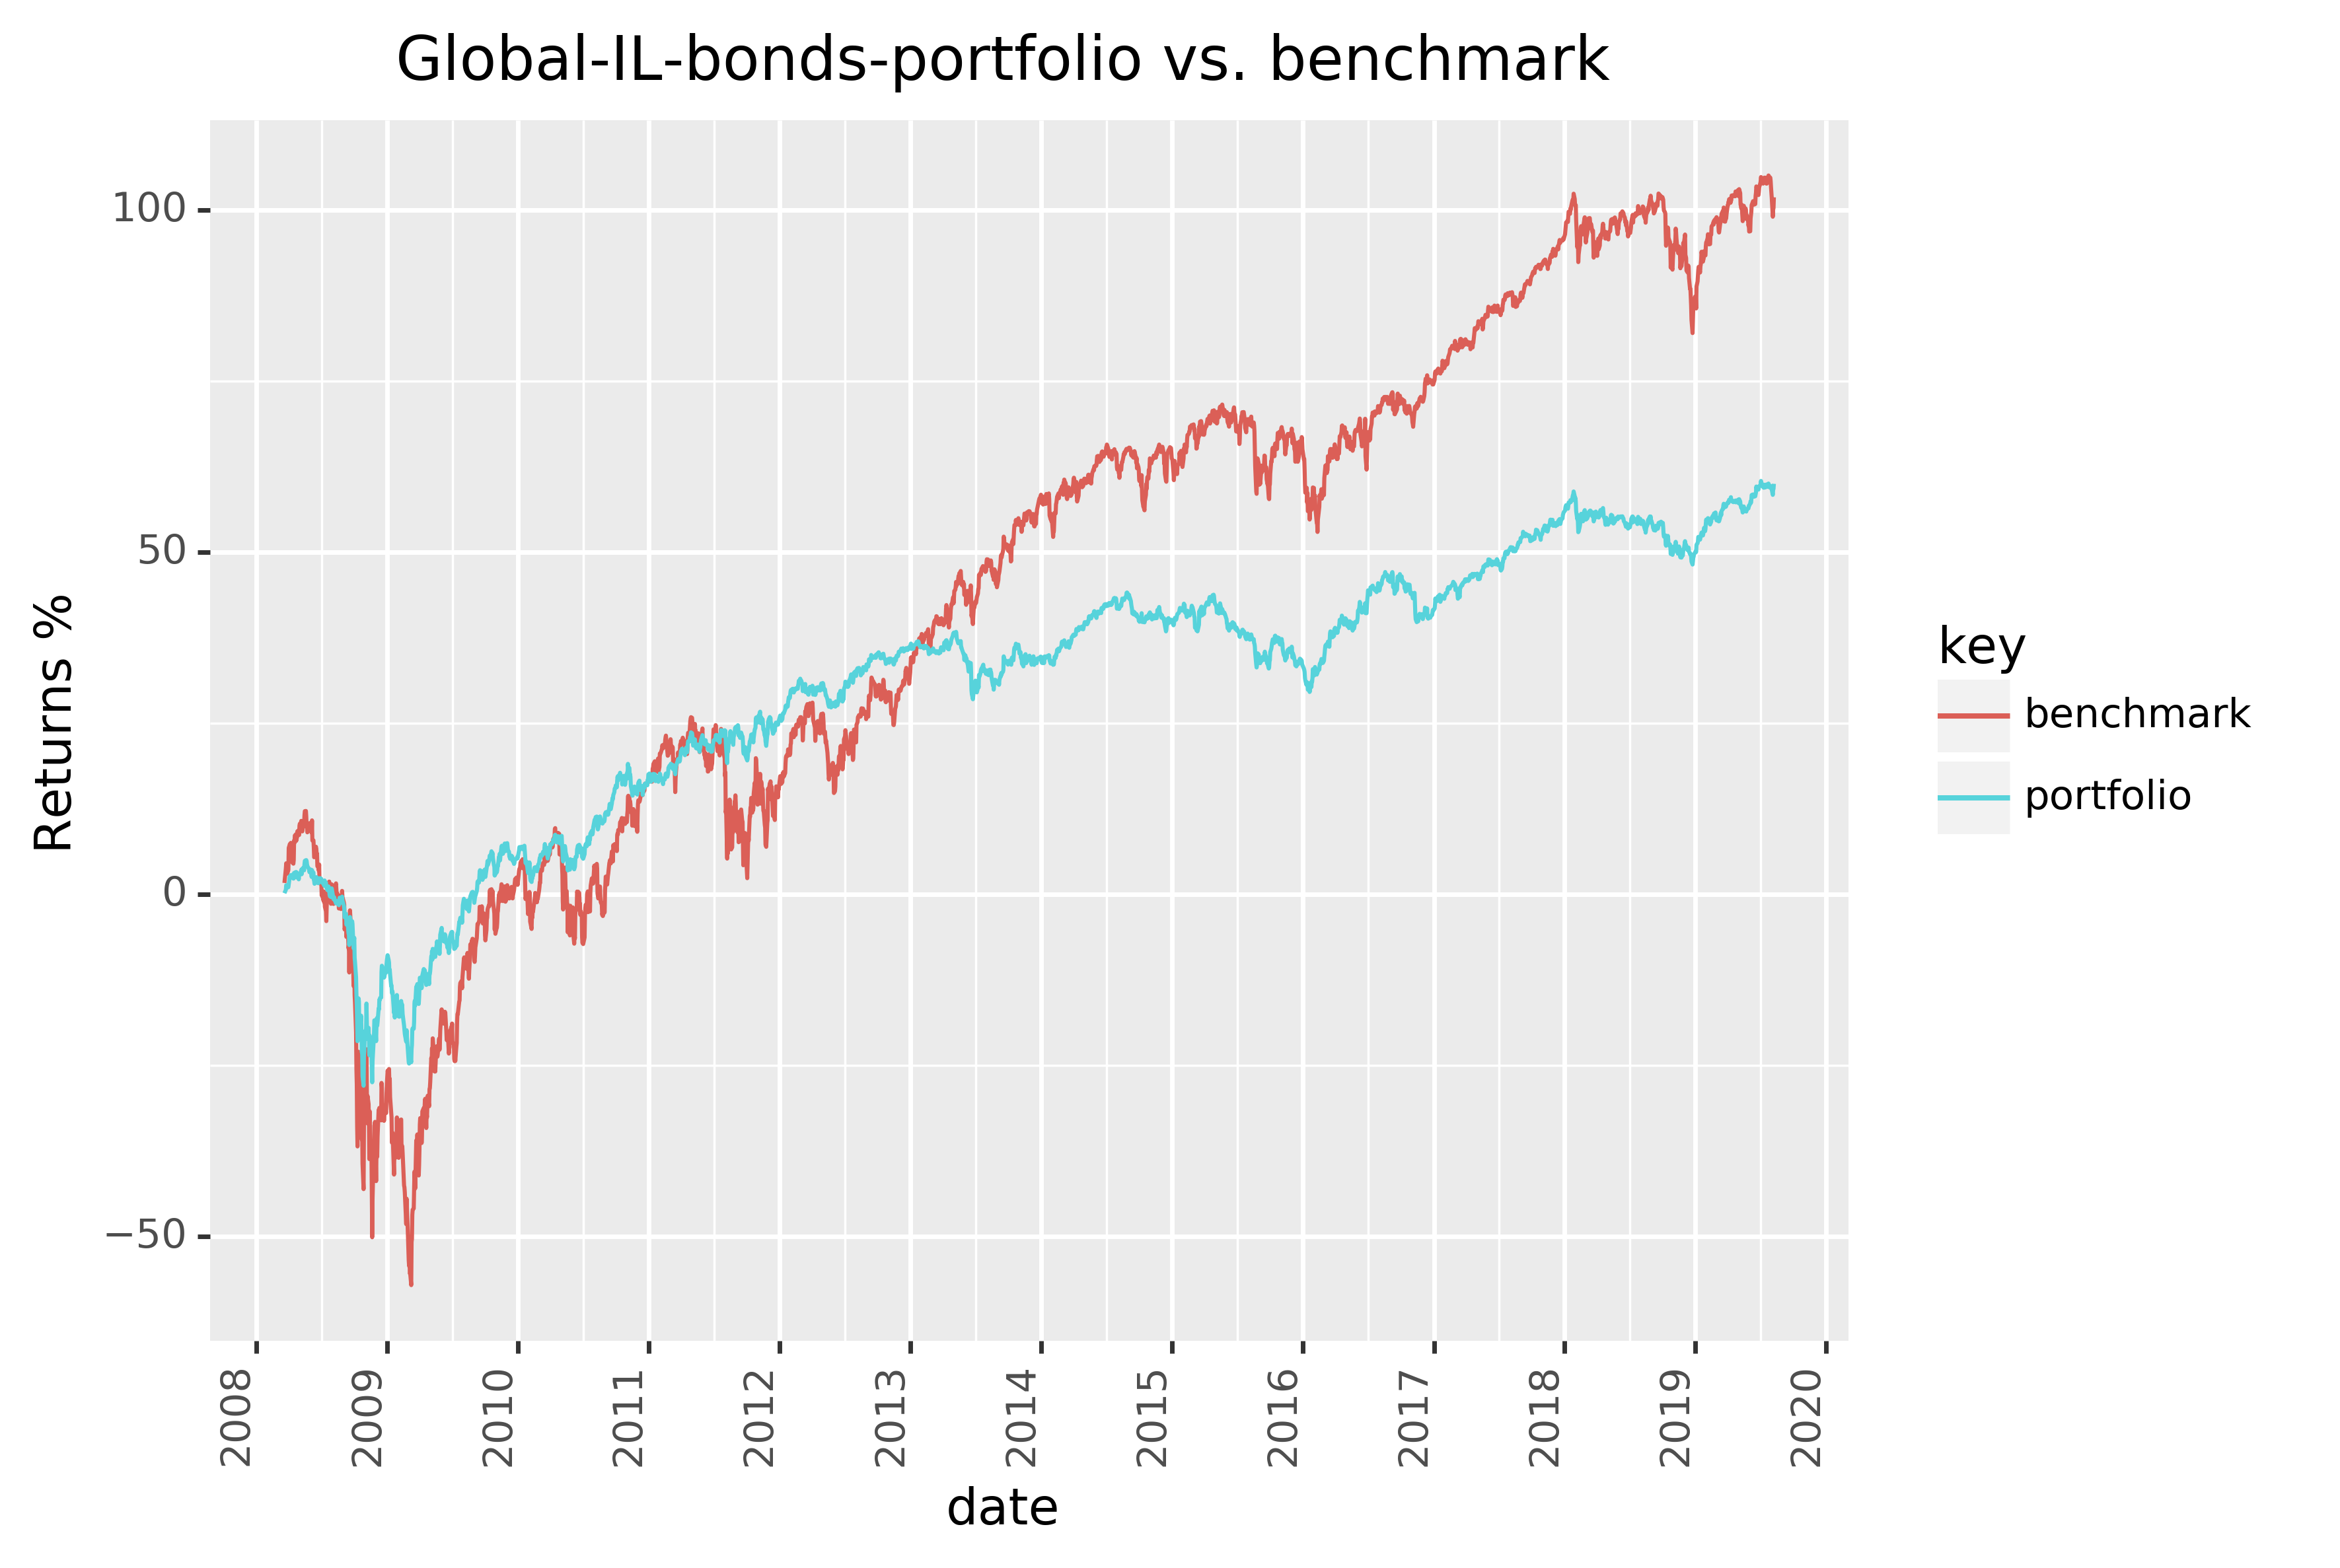 Global-IL-bonds-portfolio vs. benchmark
100
50
0
−50
Returns %
2008
2009
2010
2011
2012
2013
2014
2015
2016
2017
2018
2019
2020
date
key
benchmark
portfolio